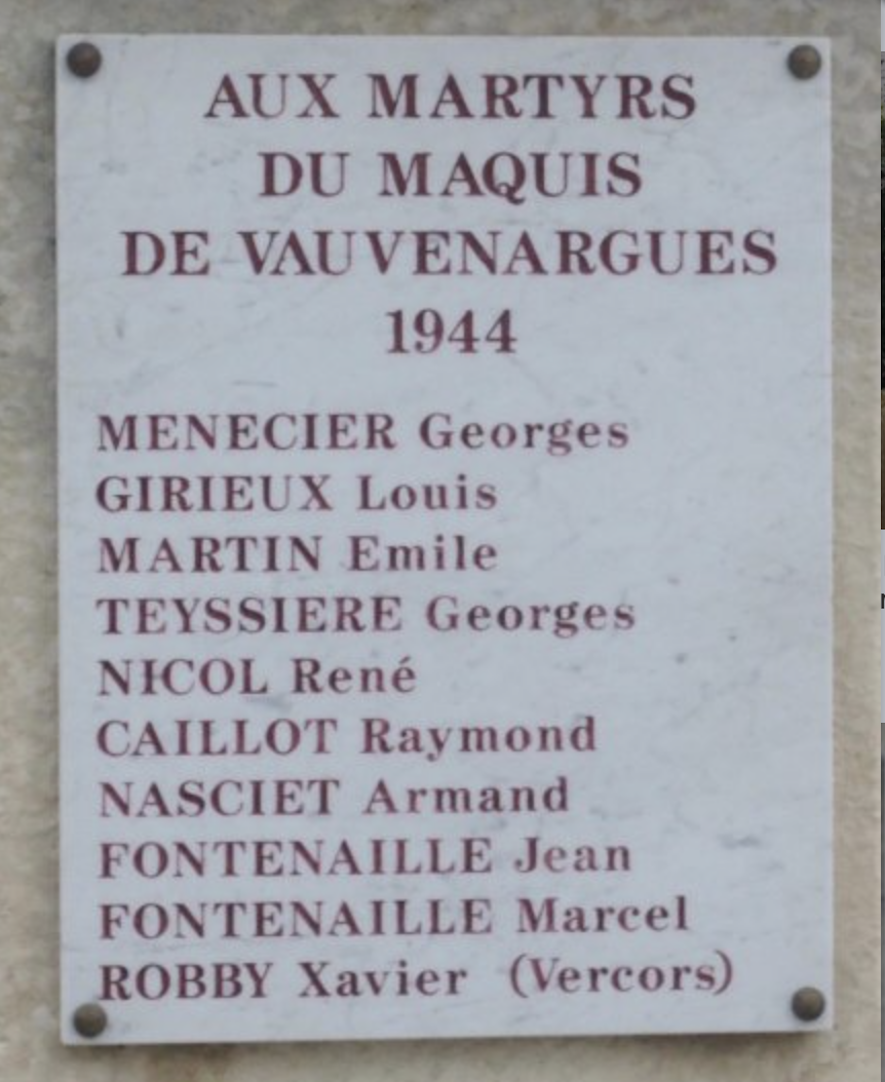 AUX MARTYRS
DU MAQUIS
DE VAUVENARGUES
1944
MENECIER Georges
GIRIEUX Louis
MARTIN Emile
TEYSSIERE Georges
NICOL René
CAILLOT Raymond
NASCIET Armand
FONTENAILLE Jean
FONTENAILLE Marcel
ROBBY Xavier (Vercors)